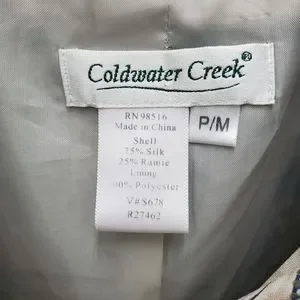 Coldwater Creek®
RN 98516
Made in China
P/M
Shell
75% Silk
25% Ramie
Lining
100% Polyester
V#S678
R27462